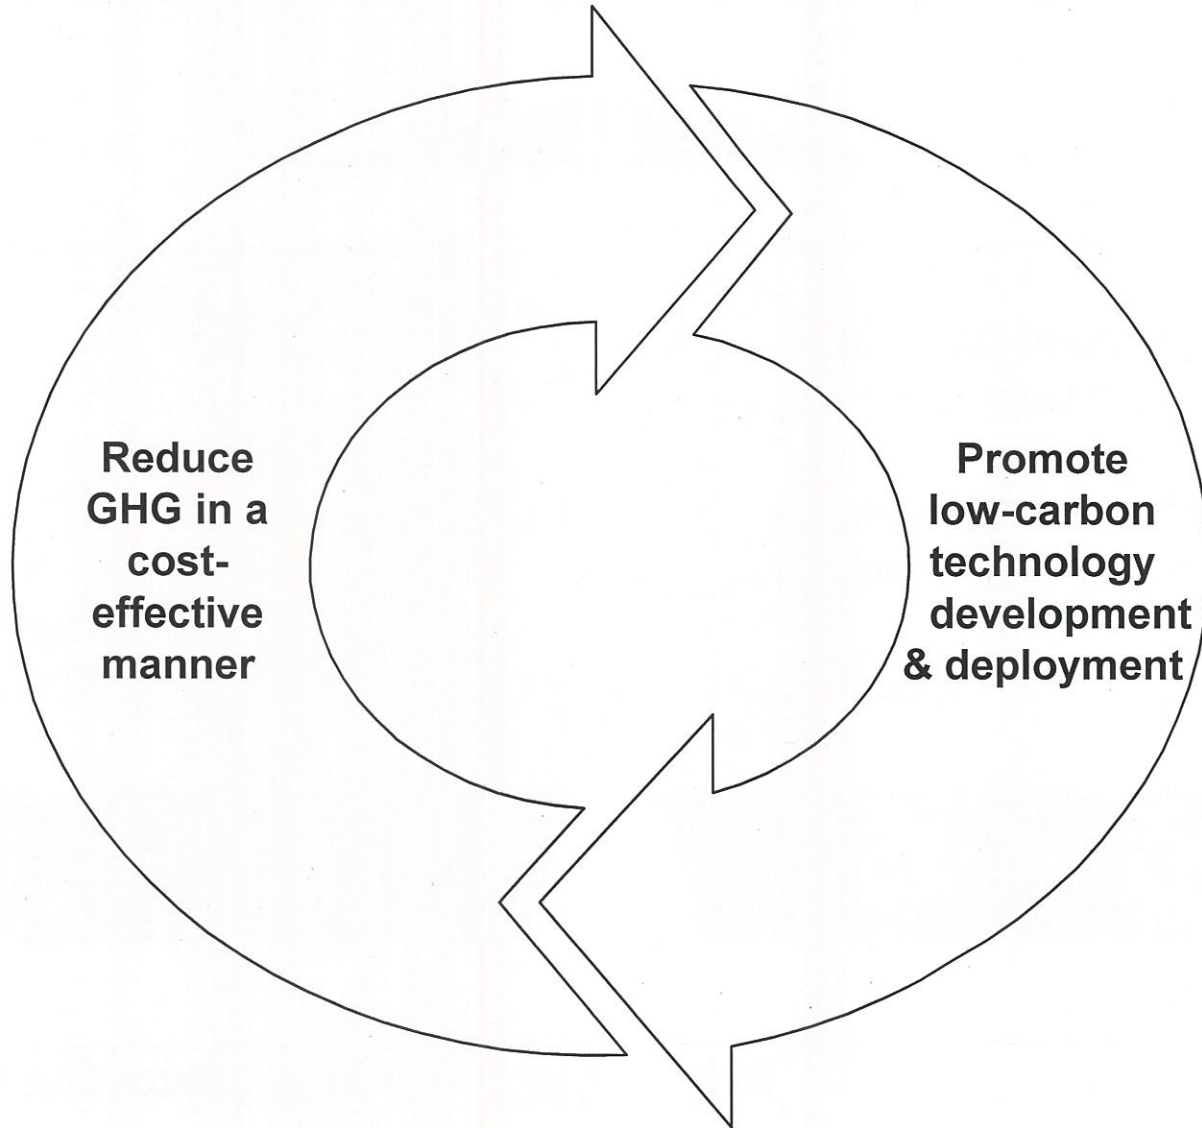 Reduce
GHG in a
cost-
effective
manner
Promote
low-carbon
technology
development
& deployment